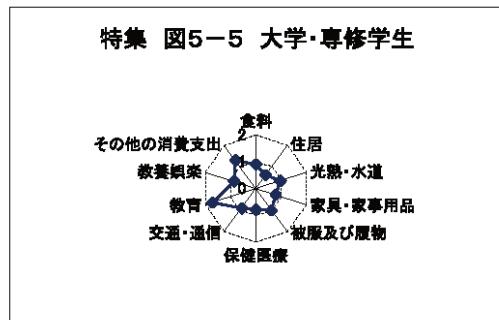 特集 図5－5 大学・専修学生
食料
住居
光熱・水道
家具・家事用品
被服及び履物
保健医療
交通・通信
教育
教養娯楽
その他の消費支出
2
1
0